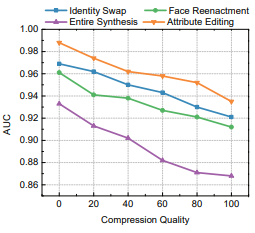 Identity Swap Face Reenactment
Entire Synthesis Attribute Editing
1.00
0.98
0.96
0.94
0.92
0.90
0.88
0.86
AUC
0 20 40 60 80 100
Compression Quality